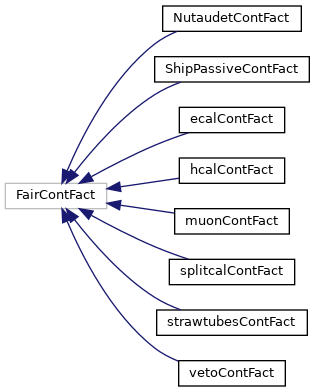 NutaudetContFact
ShipPassiveContFact
ecalContFact
hcalContFact
FairContFact
muonContFact
splitcalContFact
strawtubesContFact
vetoContFact